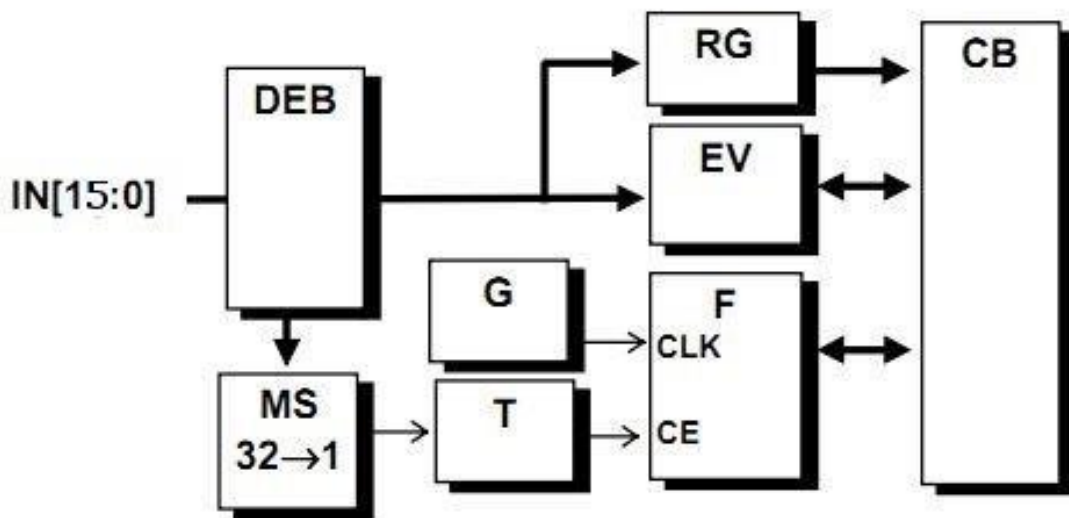 RG
CB
DEB
EV
IN[15:0]
G
F
CLK
MS
32→1
T
CE